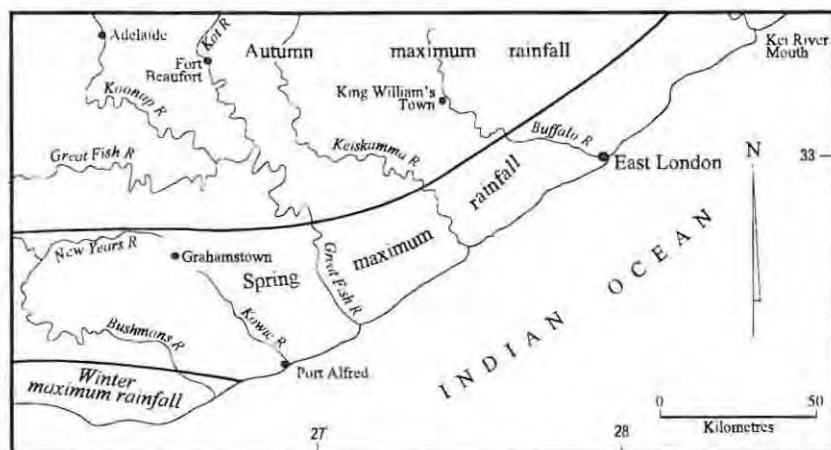 Adelaide
Kat R
Fort
Beaufort
Autumn maximum rainfall
Kei River
Mouth
Koonap R
King William's
Town
Great Fish R
Keiskamma R
Buffalo R
East London
33
N
rainfall
New Years R
Grahamstown
maximum
Spring
Great Fish R
Kowie R
Bushmans R
INDIAN OCEAN
Port Alfred
Winter
maximum rainfall
0 50
Kilometres
27 28